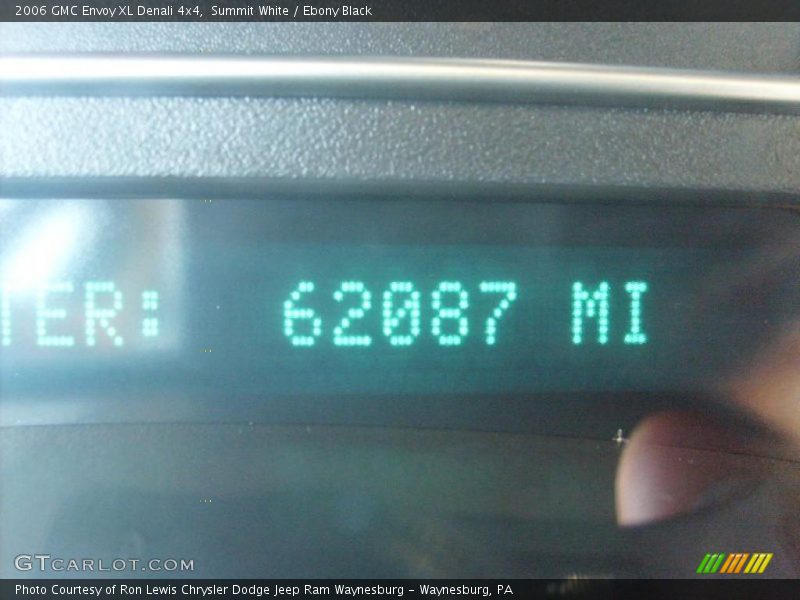 2006 GMC Envoy XL Denali 4x4,  Summit White / Ebony Black
TER:  62087 MI
GTCARLOT.COM
Photo Courtesy of Ron Lewis Chrysler Dodge Jeep Ram Waynesburg – Waynesburg, PA